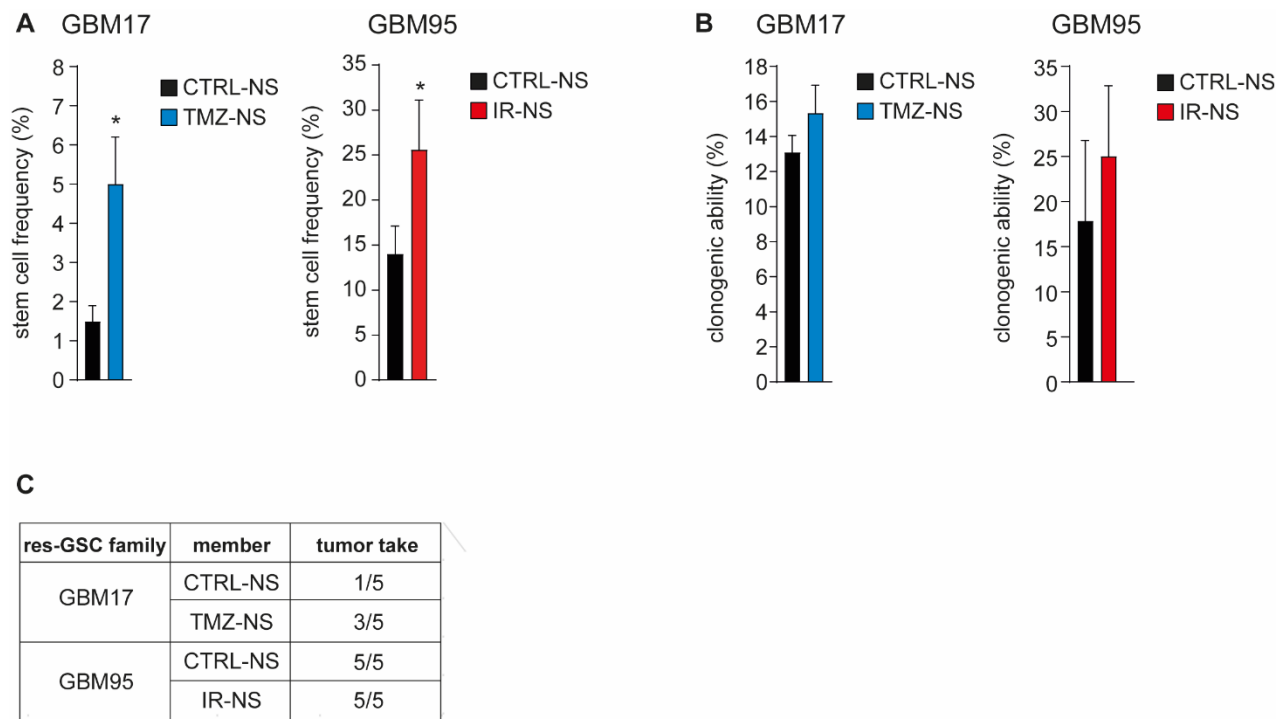 A
GBM17
8
7
6
5
4
3
2
1
0
stem cell frequency (%)
*
CTRL-NS
TMZ-NS
GBM95
35
30
25
20
15
10
5
0
stem cell frequency (%)
*
CTRL-NS
IR-NS
B
GBM17
18
16
14
12
10
8
6
4
2
0
clonogenic ability (%)
CTRL-NS
TMZ-NS
GBM95
35
30
25
20
15
10
5
0
clonogenic ability (%)
CTRL-NS
IR-NS
C
res-GSC family member tumor take
GBM17 CTRL-NS 1/5
TMZ-NS 3/5
GBM95 CTRL-NS 5/5
IR-NS 5/5